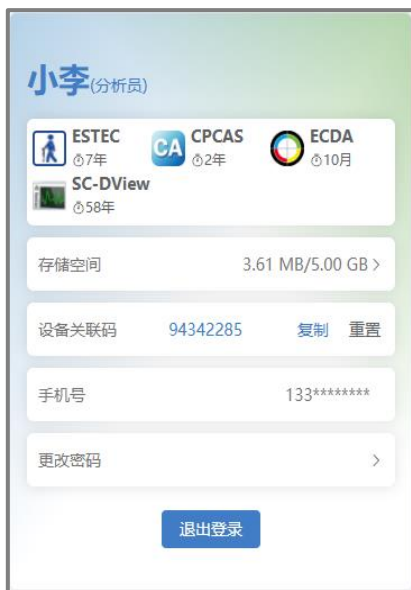 小李(分析员)
ESTEC CPCAS ECDA
7年 2年 10月
SC-DView
58年
存储空间 3.61 MB/5.00 GB >
设备关联码 94342285 复制 重置
手机号 133********
更改密码 >
退出登录